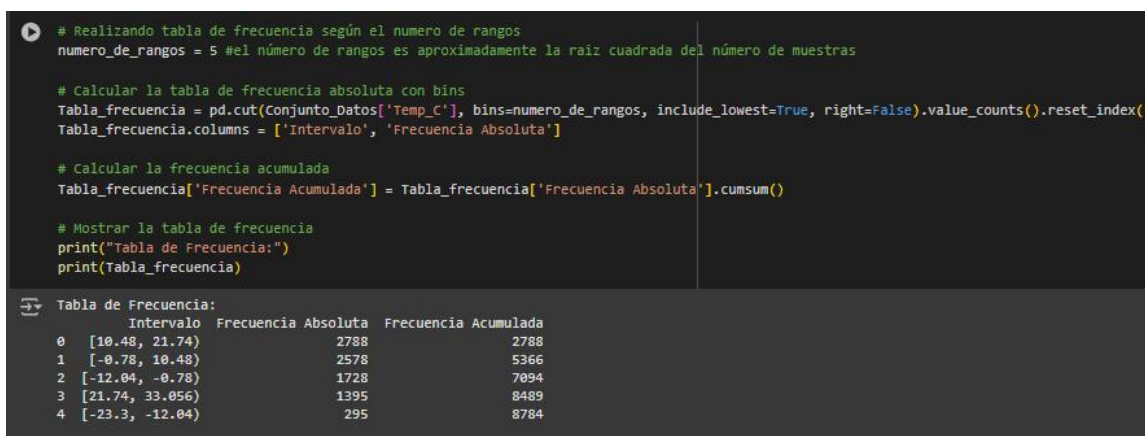 # Realizando tabla de frecuencia según el numero de rangos
numero_de_rangos = 5 #el número de rangos es aproximadamente la raiz cuadrada del número de muestras
# Calcular la tabla de frecuencia absoluta con bins
Tabla_frecuencia = pd.cut(Conjunto_Datos['Temp_C'], bins=numero_de_rangos, include_lowest=True, right=False).value_counts().reset_index(
Tabla_frecuencia.columns = ['Intervalo', 'Frecuencia Absoluta']
# Calcular la frecuencia acumulada
Tabla_frecuencia['Frecuencia Acumulada'] = Tabla_frecuencia['Frecuencia Absoluta'].cumsum()
# Mostrar la tabla de frecuencia
print("Tabla de Frecuencia:")
print(Tabla_frecuencia)
Tabla de Frecuencia:
Intervalo Frecuencia Absoluta Frecuencia Acumulada
0 [10.48, 21.74) 2788 2788
1 [-0.78, 10.48) 2578 5366
2 [-12.04, -0.78) 1728 7094
3 [21.74, 33.056) 1395 8489
4 [-23.3, -12.04) 295 8784